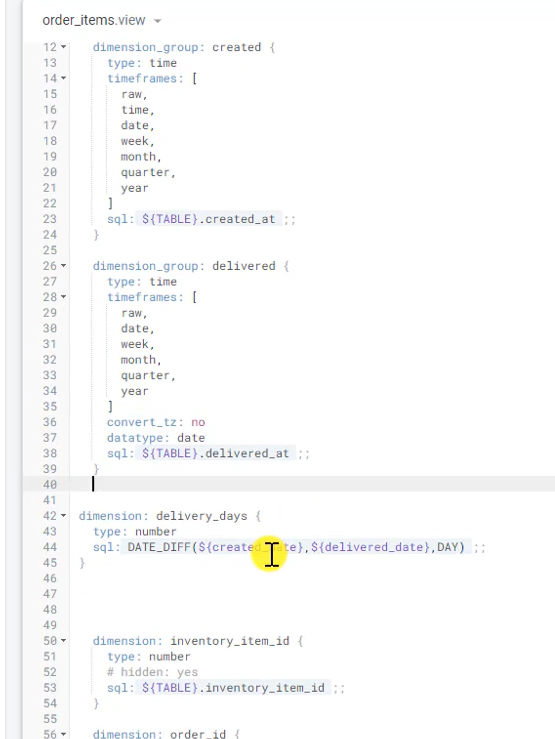 order_items.view
12 dimension_group: created {
13 type: time
14 timeframes: [
15 raw,
16 time,
17 date,
18 week,
19 month,
20 quarter,
21 year
22 ]
23 sql: ${TABLE}.created_at ;;
24 }
25
26 dimension_group: delivered {
27 type: time
28 timeframes: [
29 raw,
30 date,
31 week,
32 month,
33 quarter,
34 year
35 ]
36 convert_tz: no
37 datatype: date
38 sql: ${TABLE}.delivered_at ;;
39 }
40
41
42 dimension: delivery_days {
43 type: number
44 sql: DATE_DIFF(${created_date},${delivered_date},DAY) ;;
45 }
46
47
48
49
50 dimension: inventory_item_id {
51 type: number
52 # hidden: yes
53 sql: ${TABLE}.inventory_item_id ;;
54 }
55
56 dimension: order_id {